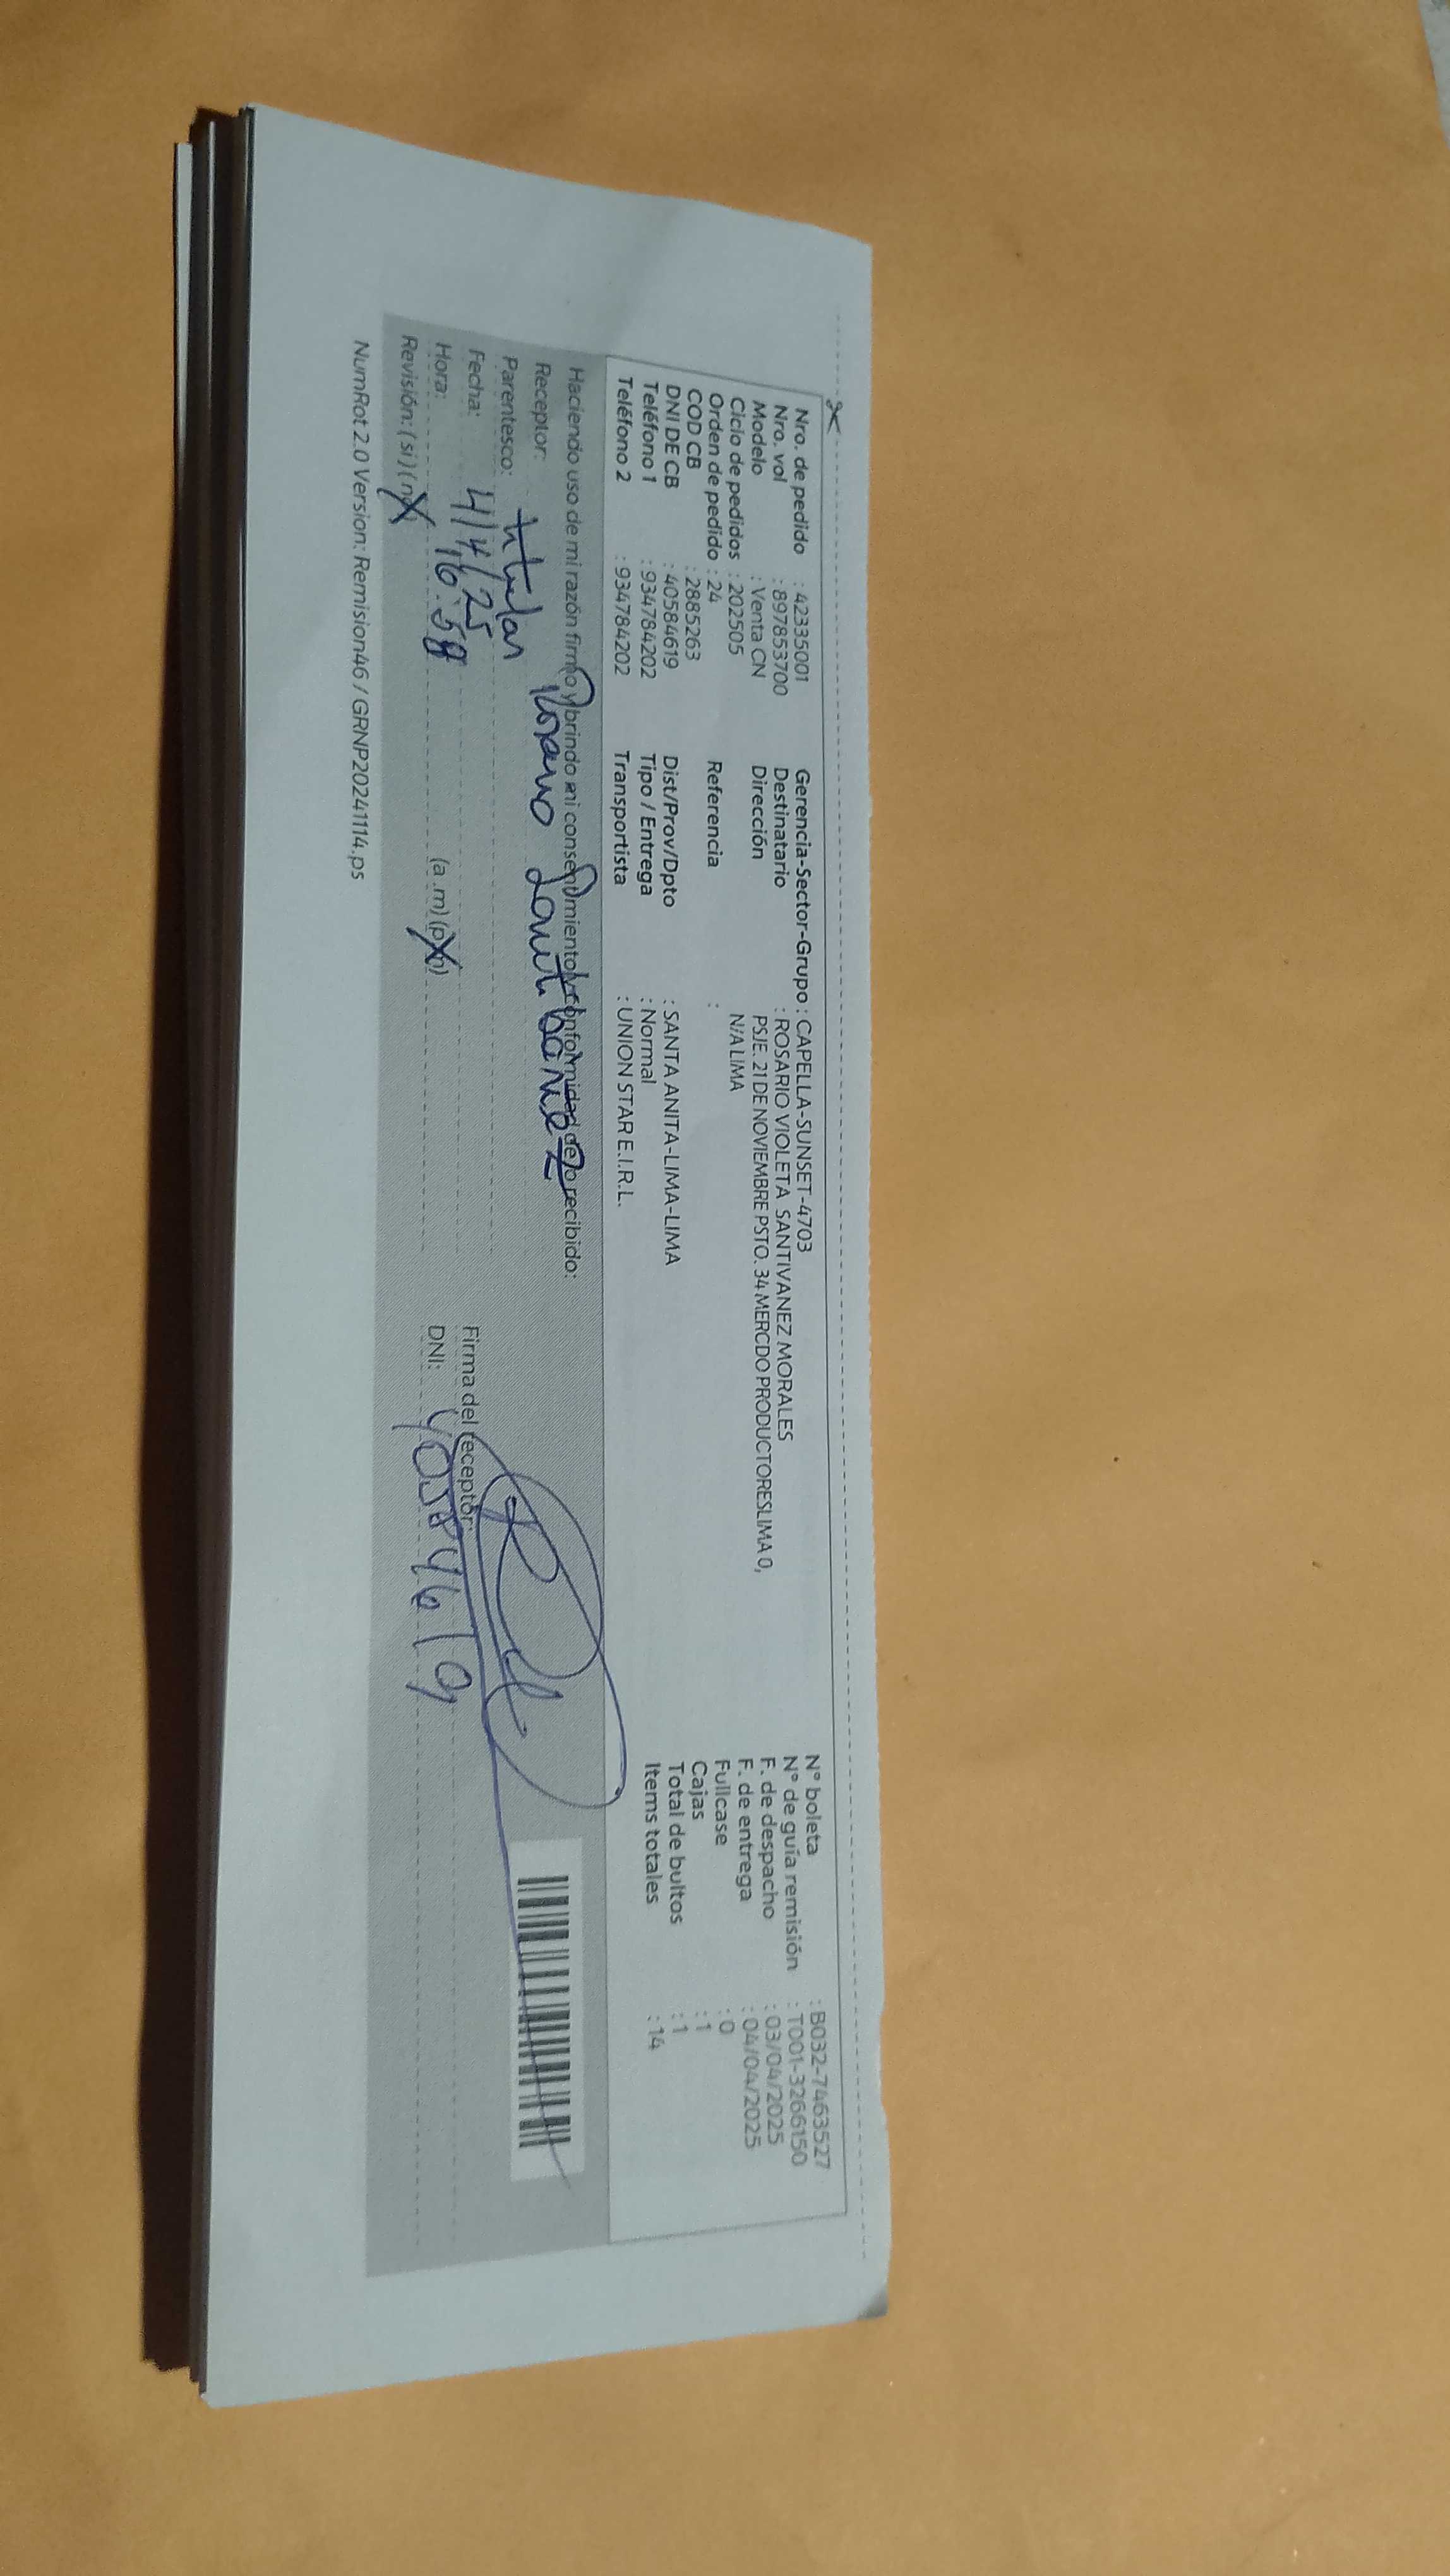 Nro. de pedido : 42335001 Gerencia-Sector-Grupo : CAPELLA-SUNSET-4703 N° boleta : B032-7463527
Nro. vol : 897853700 Destinatario : ROSARIO VIOLETA SANTIVANEZ MORALES N° de guía remisión : T001-3266150
Modelo : Venta CN Dirección PSJE. 21 DE NOVIEMBRE PSTO. 34 MERCDO PRODUCTORESLIMA 0, F. de despacho : 03/04/2025
Ciclo de pedidos : 202505 N/A LIMA F. de entrega : 04/04/2025
Orden de pedido : 24 Referencia : Fullcase : 0
COD CB : 2885263 Cajas : 1
DNI DE CB : 40584619 Dist/Prov/Dpto : SANTA ANITA-LIMA-LIMA Total de bultos : 1
Teléfono 1 : 934784202 Tipo / Entrega : Normal Items totales : 14
Teléfono 2 : 934784202 Transportista : UNION STAR E.I.R.L.
Haciendo uso de mi razón firmo y brindo mi consentimiento y conformidad de lo recibido:
Receptor: Rosario Santibanez
Parentesco: titular
Fecha: 4/4/25 Firma del receptor:
Hora: 16:58 (a.m) (p.m) DNI: 40584619
Revisión: (si) (no)
NumRot 2.0 Version: Remision46 / GRNP20241114.ps